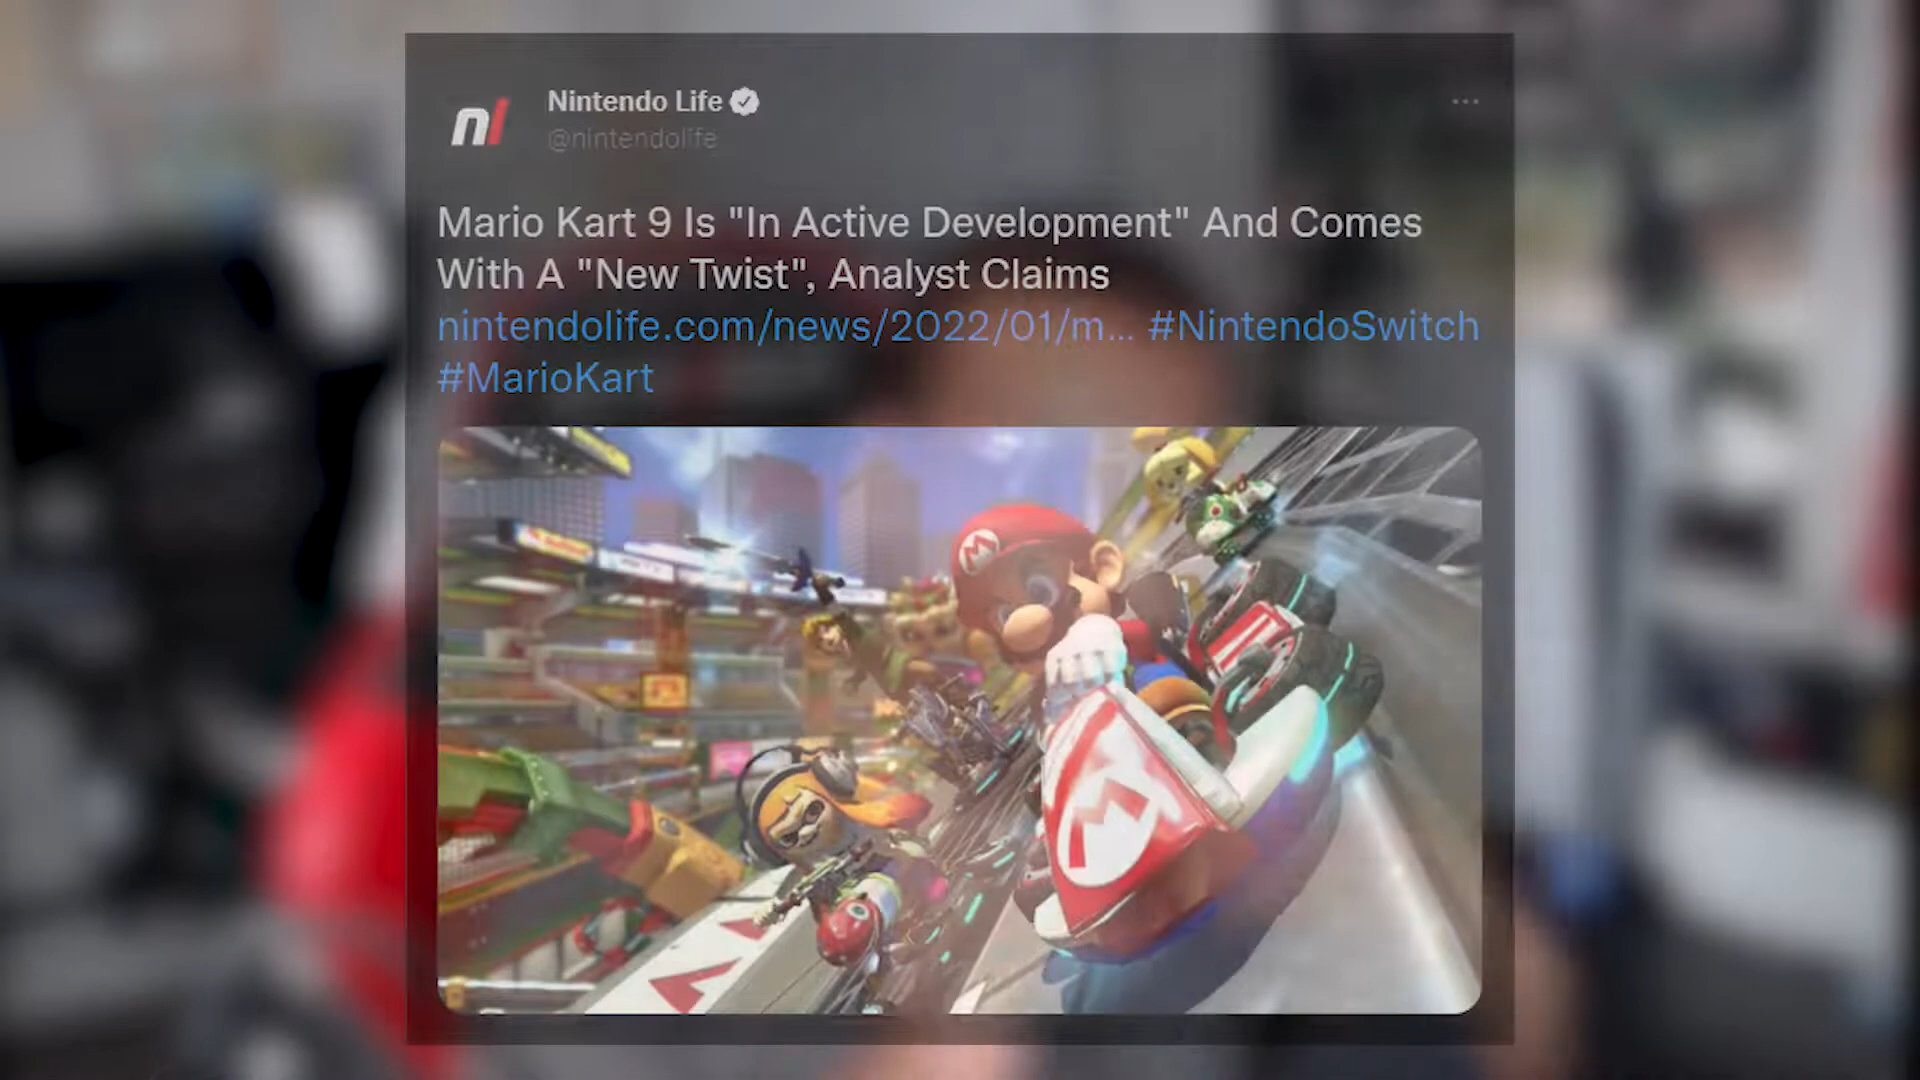 Nintendo Life
@nintendolife
Mario Kart 9 Is "In Active Development" And Comes
With A "New Twist", Analyst Claims
nintendolife.com/news/2022/01/m... #NintendoSwitch
#MarioKart
M
M